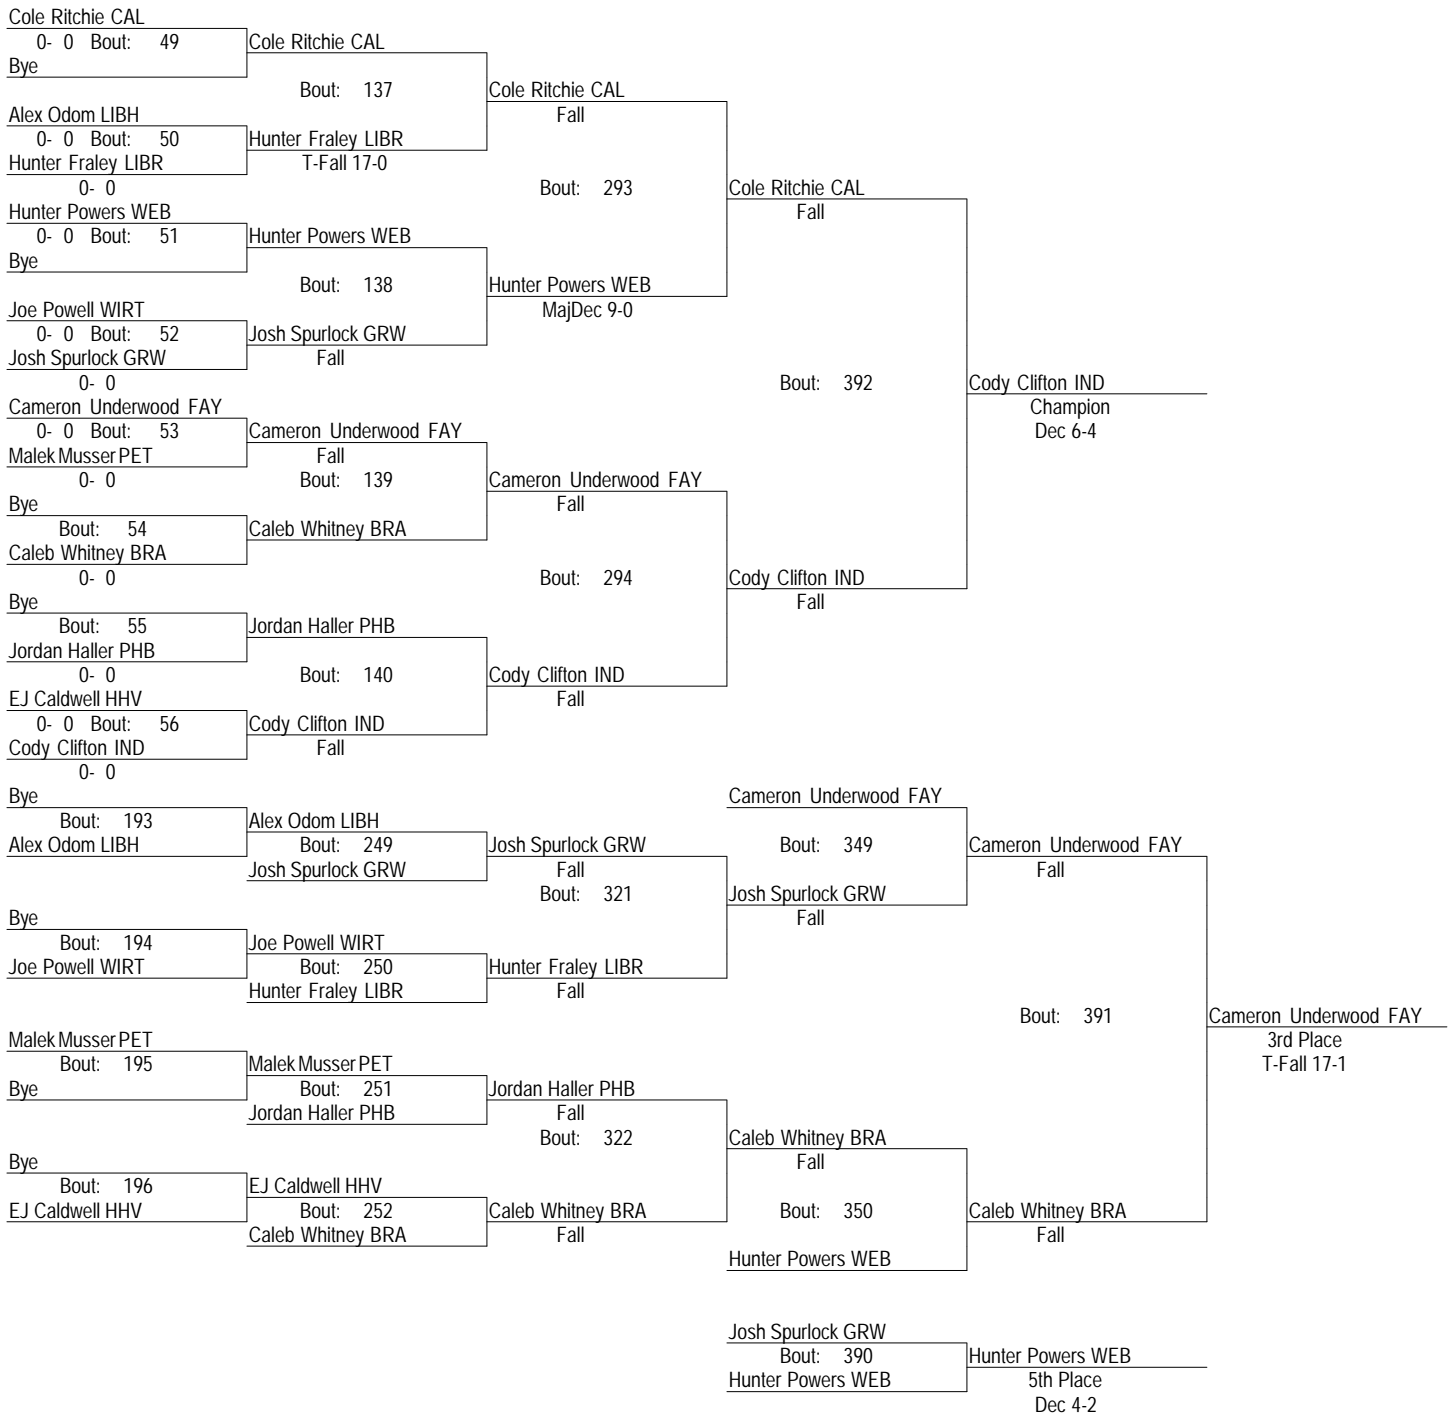 Cole Ritchie CAL
0- 0 Bout: 49 Cole Ritchie CAL
Bye
Bout: 137 Cole Ritchie CAL
Alex Odom LIBH Fall
0- 0 Bout: 50 Hunter Fraley LIBR
Hunter Fraley LIBR T-Fall 17-0
0- 0 Bout: 293 Cole Ritchie CAL
Hunter Powers WEB Fall
0- 0 Bout: 51 Hunter Powers WEB
Bye
Bout: 138 Hunter Powers WEB
Joe Powell WIRT MajDec 9-0
0- 0 Bout: 52 Josh Spurlock GRW
Josh Spurlock GRW Fall
0- 0 Bout: 392 Cody Clifton IND
Cameron Underwood FAY Champion
0- 0 Bout: 53 Cameron Underwood FAY Dec 6-4
Malek Musser PET Fall
0- 0 Bout: 139 Cameron Underwood FAY
Bye Fall
Bout: 54 Caleb Whitney BRA
Caleb Whitney BRA
0- 0 Bout: 294 Cody Clifton IND
Bye Fall
Bout: 55 Jordan Haller PHB
Jordan Haller PHB
0- 0 Bout: 140 Cody Clifton IND
EJ Caldwell HHV Fall
0- 0 Bout: 56 Cody Clifton IND
Cody Clifton IND Fall
0- 0
Bye Cameron Underwood FAY
Bout: 193 Alex Odom LIBH
Alex Odom LIBH Bout: 249 Josh Spurlock GRW Bout: 349 Cameron Underwood FAY
Josh Spurlock GRW Fall Fall
Bout: 321 Josh Spurlock GRW
Bye Fall
Bout: 194 Joe Powell WIRT
Joe Powell WIRT Bout: 250 Hunter Fraley LIBR
Hunter Fraley LIBR Fall
Bout: 391 Cameron Underwood FAY
Malek Musser PET 3rd Place
Bout: 195 Malek Musser PET T-Fall 17-1
Bye Bout: 251 Jordan Haller PHB
Jordan Haller PHB Fall
Bout: 322 Caleb Whitney BRA
Bye Fall
Bout: 196 EJ Caldwell HHV
EJ Caldwell HHV Bout: 252 Caleb Whitney BRA Bout: 350 Caleb Whitney BRA
Caleb Whitney BRA Fall Fall
Hunter Powers WEB
Josh Spurlock GRW
Bout: 390 Hunter Powers WEB
Hunter Powers WEB 5th Place
Dec 4-2